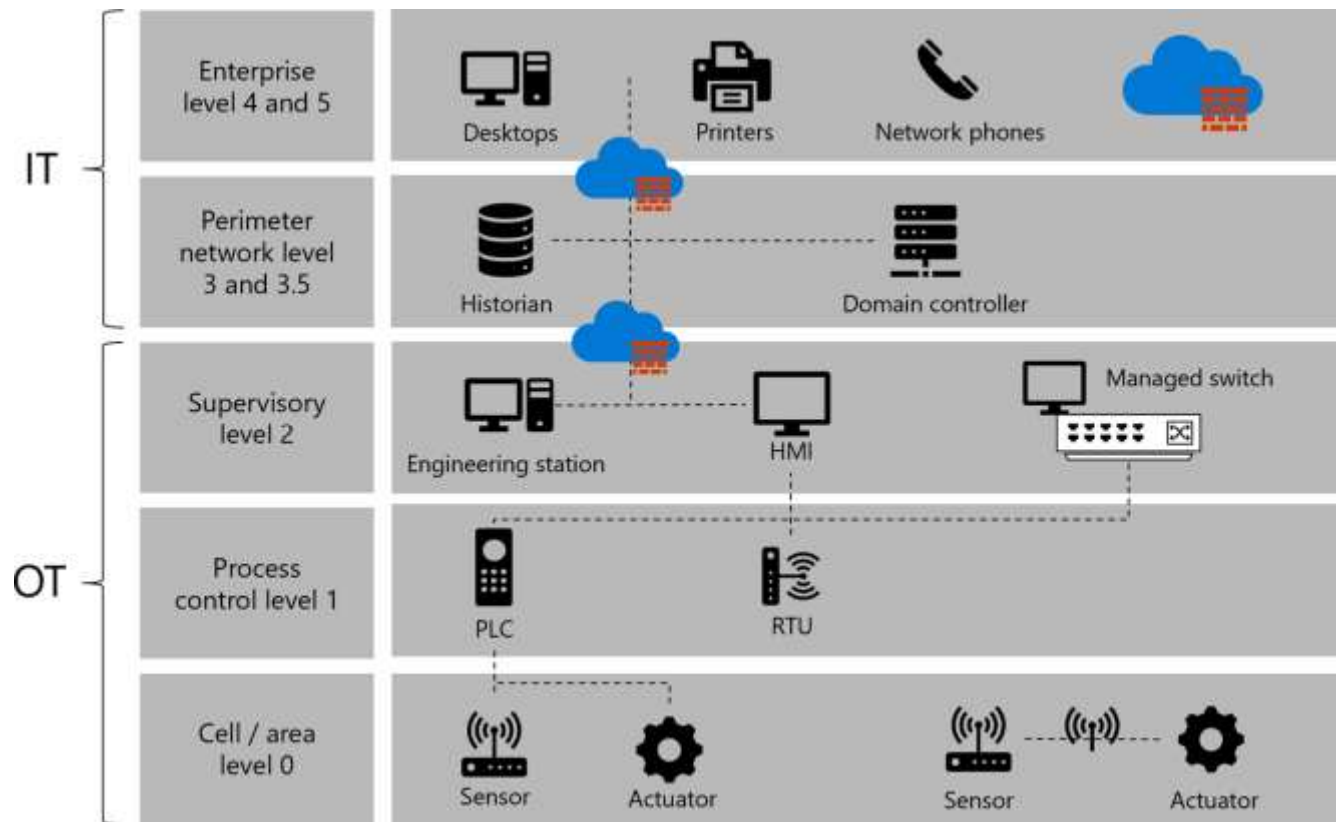 IT
Enterprise
level 4 and 5
Desktops
Printers
Network phones
Perimeter
network level
3 and 3.5
Historian
Domain controller
OT
Supervisory
level 2
Engineering station
HMI
Managed switch
Process
control level 1
PLC
RTU
Cell / area
level 0
Sensor
Actuator
Sensor
Actuator